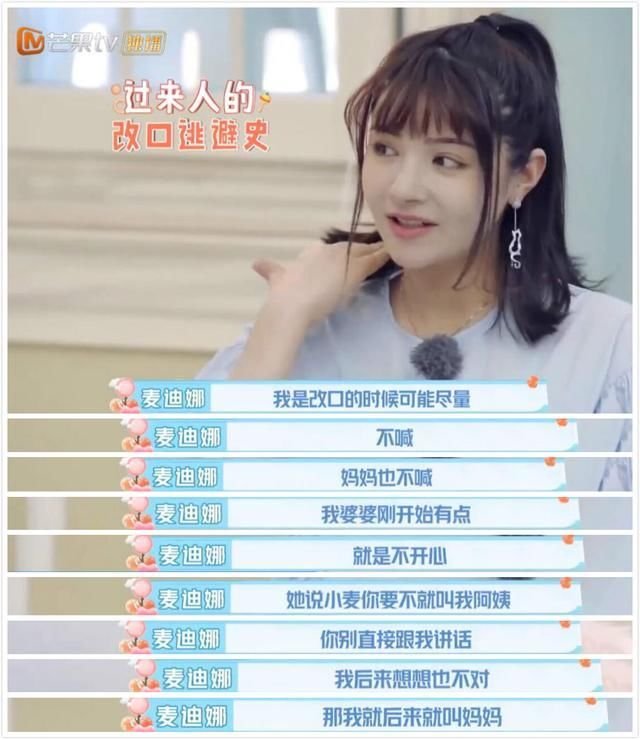 芒果tv 独播
过来人的
改口逃避史
麦迪娜 我是改口的时候可能尽量
麦迪娜 不喊
麦迪娜 妈妈也不喊
麦迪娜 我婆婆刚开始有点
麦迪娜 就是不开心
麦迪娜 她说小麦你要不就叫我阿姨
麦迪娜 你别直接跟我讲话
麦迪娜 我后来想想也不对
麦迪娜 那我就后来就叫妈妈